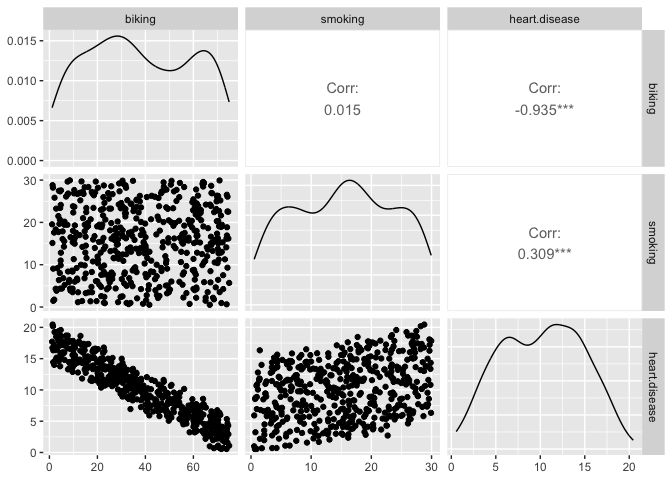 biking smoking heart.disease
0.015
0.010
0.005
0.000
Corr:
0.015
Corr:
-0.935***
biking
30
20
10
0
Corr:
0.309***
smoking
20
15
10
5
0
heart.disease
0 20 40 60 0 10 20 30 0 5 10 15 20